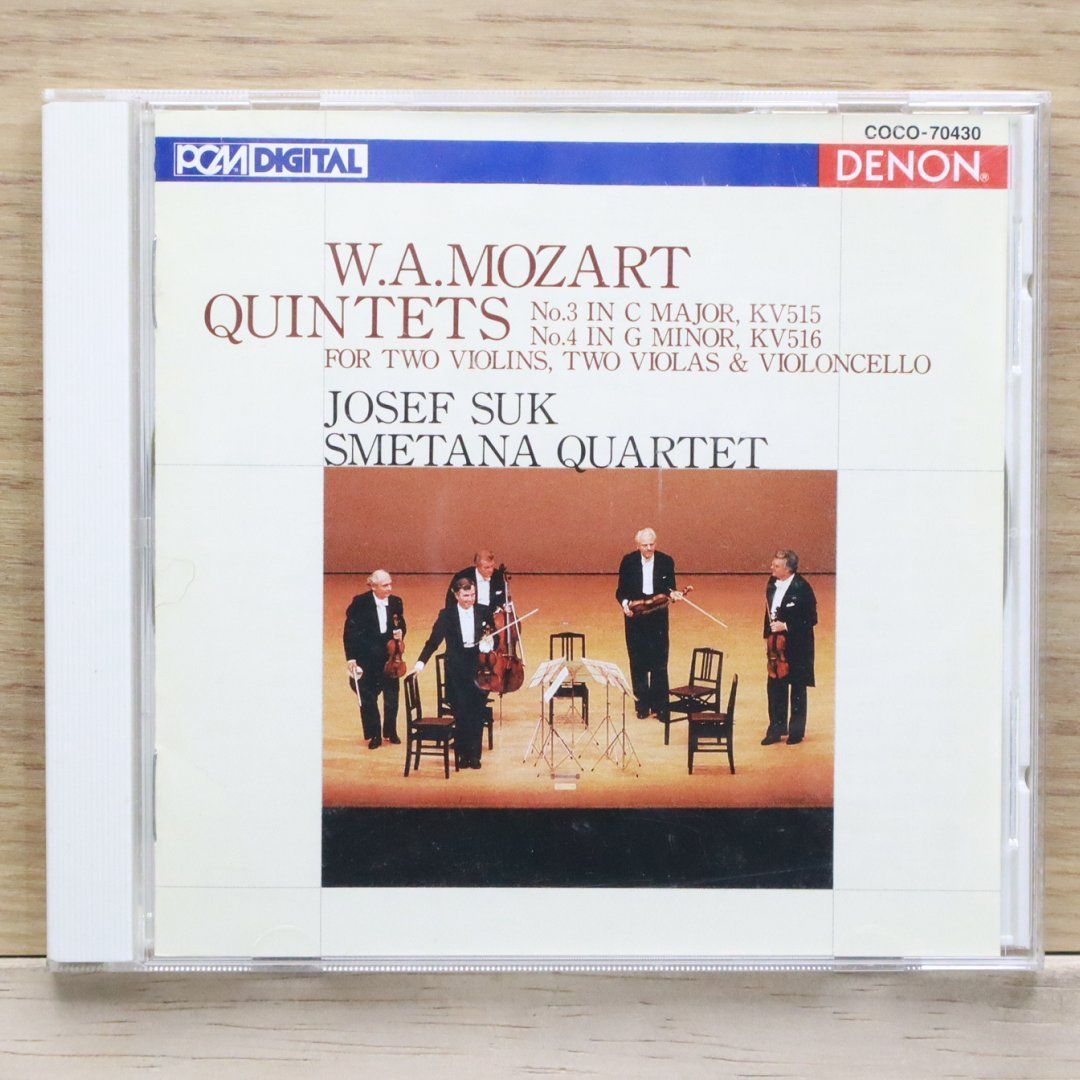 COCO-70430
PCM DIGITAL
DENON®
W.A.MOZART
QUINTETS
No.3 IN C MAJOR, KV515
No.4 IN G MINOR, KV516
FOR TWO VIOLINS, TWO VIOLAS & VIOLONCELLO
JOSEF SUK
SMETANA QUARTET